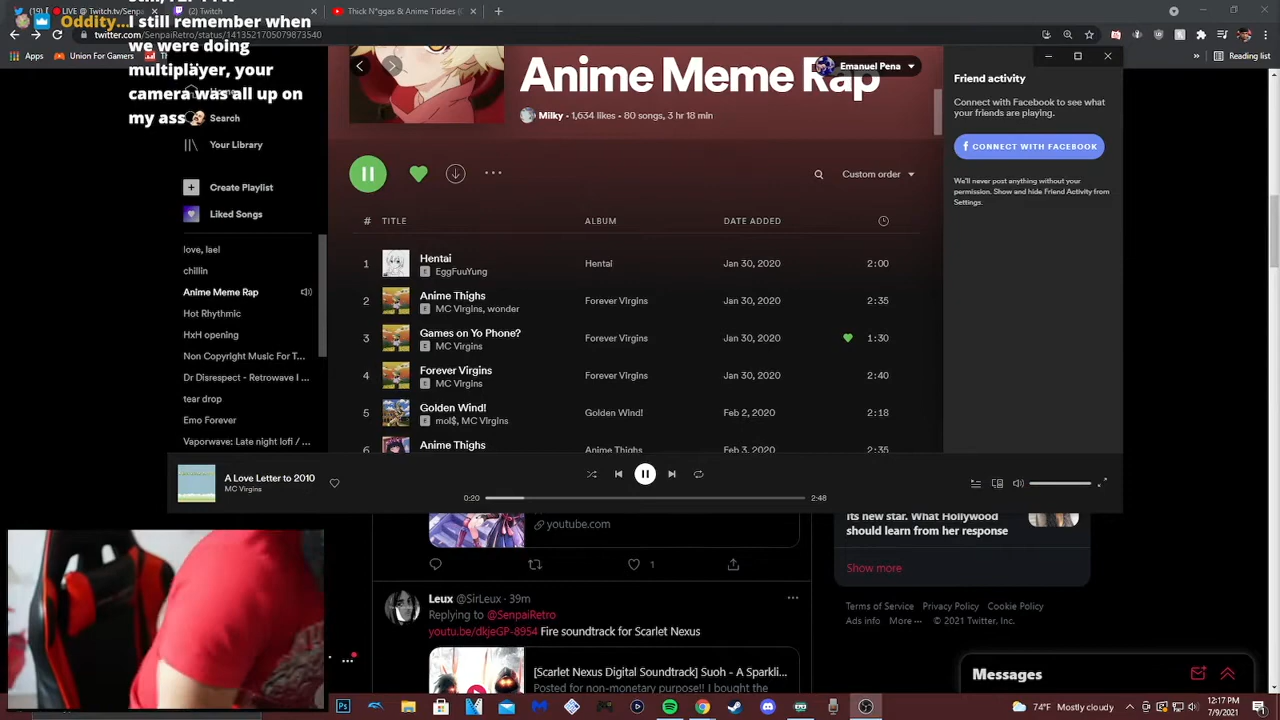 Oddity...
I still remember when
we were doing
multiplayer, your
camera was all up on
my ass
Thick N*ggas & Anime Tiddies
twitter.com/SenpaiRetro/status/1413521705079873540
Apps
Union For Gamers
Reading list
Search
Your Library
Create Playlist
Liked Songs
love, lael
chillin
Anime Meme Rap
Hot Rhythmic
HxH opening
Non Copyright Music For T...
Dr Disrespect - Retrowave I ...
tear drop
Emo Forever
Vaporwave: Late night lofi / ...
Anime Meme Rap
Emanuel Pena
Milky • 1,634 likes • 80 songs, 3 hr 18 min
Custom order
# TITLE ALBUM DATE ADDED
1 Hentai Hentai Jan 30, 2020 2:00
E EggFuuYung
2 Anime Thighs Forever Virgins Jan 30, 2020 2:35
E MC Virgins, wonder
3 Games on Yo Phone? Forever Virgins Jan 30, 2020 1:30
E MC Virgins
4 Forever Virgins Forever Virgins Jan 30, 2020 2:40
E MC Virgins
5 Golden Wind! Golden Wind! Feb 2, 2020 2:18
E mol$, MC Virgins
6 Anime Thighs Anime Thighs Feb 3, 2020 2:35
Friend activity
Connect with Facebook to see what
your friends are playing.
CONNECT WITH FACEBOOK
We'll never post anything without your
permission. Show and hide Friend Activity from
Settings.
A Love Letter to 2010
MC Virgins
0:20
2:48
youtube.com
1
Leux @SirLeux · 39m
Replying to @SenpaiRetro
youtu.be/dkjeGP-8954 Fire soundtrack for Scarlet Nexus
[Scarlet Nexus Digital Soundtrack] Suoh - A Sparkli...
Posted for non-monetary purpose!! I bought the
its new star. What Hollywood
should learn from her response
Show more
Terms of Service Privacy Policy Cookie Policy
Ads info More ··· © 2021 Twitter, Inc.
Messages
74°F Mostly cloudy
12:17 PM
7/9/2021